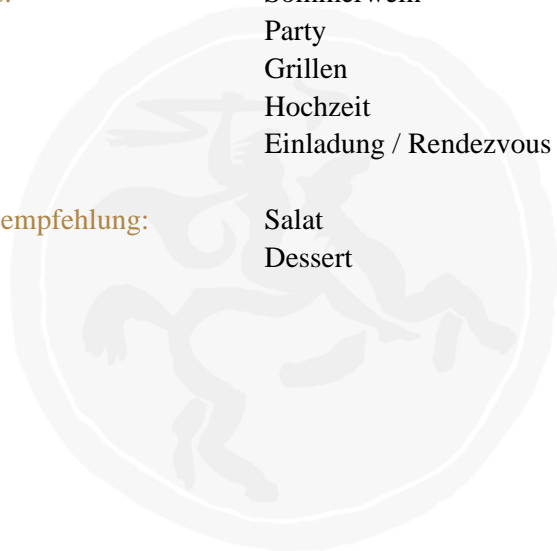 Party
Grillen
Hochzeit
Einladung / Rendezvous
empfehlung: Salat
Dessert